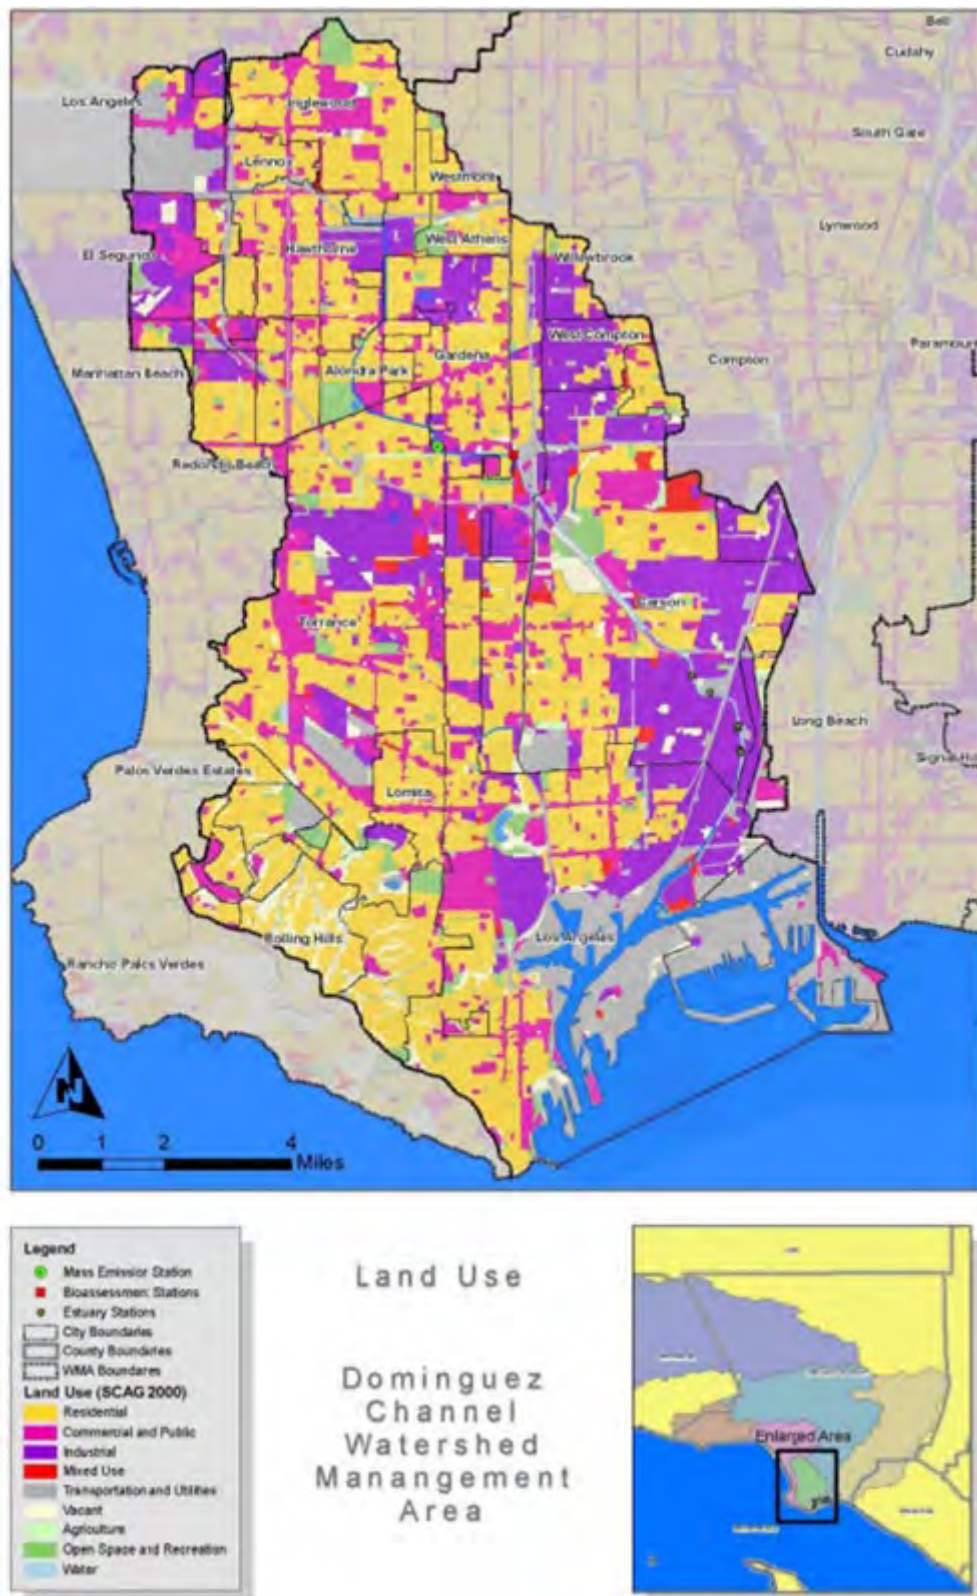 Bell
Cudahy
Los Angeles
Inglewood
South Gate
Lennox
Westmont
Lynwood
El Segundo
Hawthorne
West Athens
Willowbrook
West Compton
Paramount
Manhattan Beach
Alondra Park
Gardena
Compton
Redondo Beach
Carson
Torrance
Long Beach
Signal Hill
Palos Verdes Estates
Lomita
Rolling Hills
Los Angeles
Rancho Palos Verdes
N
0 1 2 4
Miles
Legend
Mass Emission Station
Bioassessment Stations
Estuary Stations
City Boundaries
County Boundaries
WMA Boundares
Land Use (SCAG 2000)
Residential
Commercial and Public
Industrial
Mixed Use
Transportation and Utilities
Vacant
Agriculture
Open Space and Recreation
Water
Land Use
Dominguez
Channel
Watershed
Manangement
Area
Enlarged Area